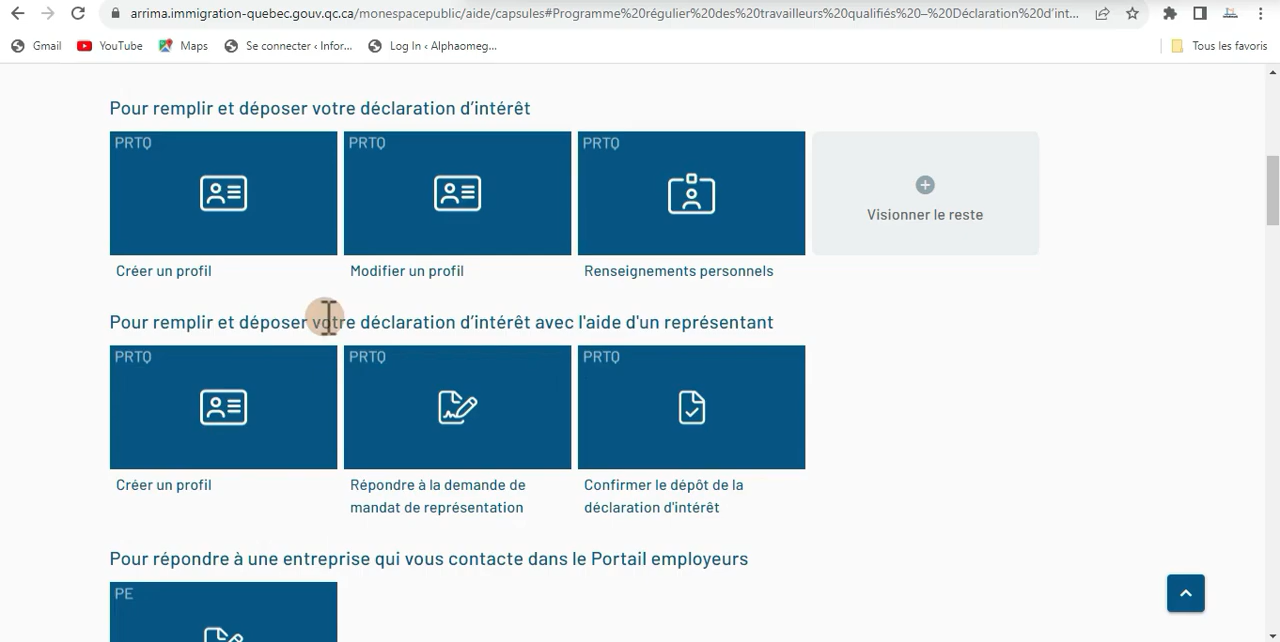 arrima.immigration-quebec.gouv.qc.ca/monespacepublic/aide/capsules#Programme%20régulier%20des%20travailleurs%20qualifiés%20–%20Déclaration%20d'int...
Gmail YouTube Maps Se connecter ‹ Infor... Log In ‹ Alphaomeg... Tous les favoris
Pour remplir et déposer votre déclaration d'intérêt
PRTQ PRTQ PRTQ
Visionner le reste
Créer un profil Modifier un profil Renseignements personnels
Pour remplir et déposer votre déclaration d'intérêt avec l'aide d'un représentant
PRTQ PRTQ PRTQ
Créer un profil Répondre à la demande de Confirmer le dépôt de la
mandat de représentation déclaration d'intérêt
Pour répondre à une entreprise qui vous contacte dans le Portail employeurs
PE